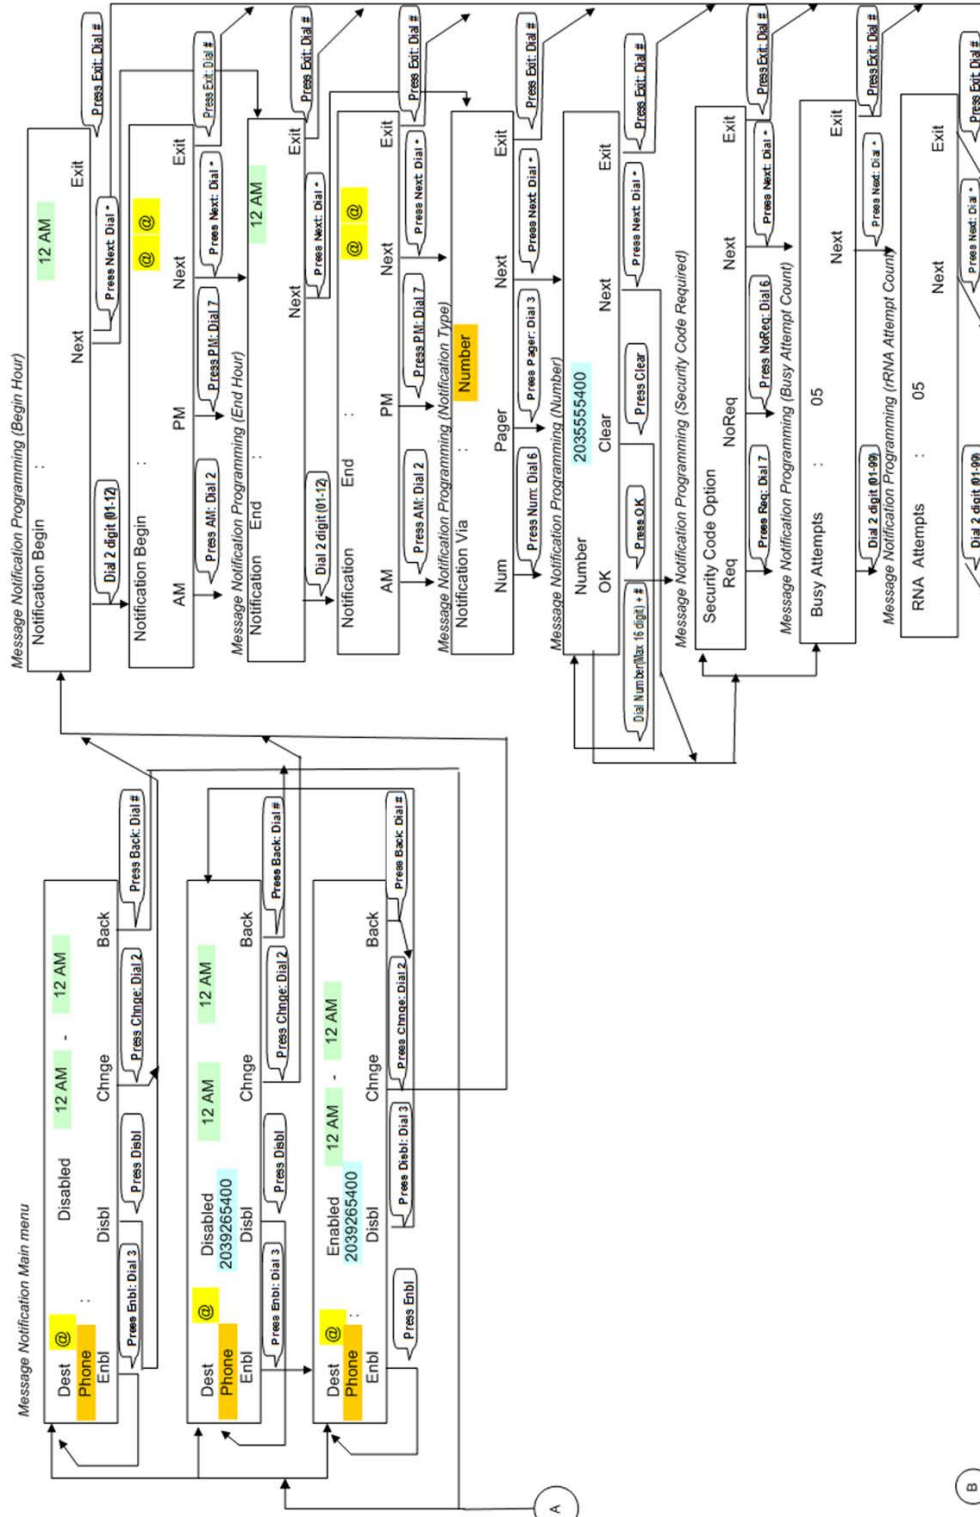 Message Notification Main menu
Dest @ Disabled 12 AM - 12 AM
Phone :
Enbl Disbl Chnge Back
Press Enbl: Dial 3
Press Disbl
Press Chnge: Dial 2
Press Back: Dial #
Dest @ Disabled 12 AM 12 AM
Phone 2039265400
Enbl Disbl Chnge Back
Press Enbl: Dial 3
Press Disbl
Press Chnge: Dial 2
Press Back: Dial #
Dest @ Enabled 12 AM - 12 AM
Phone : 2039265400
Enbl Disbl Chnge Back
Press Enbl
Press Disbl: Dial 3
Press Chnge: Dial 2
Press Back: Dial #
A
B
Message Notification Programming (Begin Hour)
Notification Begin : 12 AM
Next Exit
Dial 2 digit (01-12)
Press Next: Dial *
Press Exit: Dial #
Notification Begin : @ @
AM PM Next Exit
Press AM: Dial 2
Press PM: Dial 7
Press Next: Dial *
Press Exit: Dial #
Message Notification Programming (End Hour)
Notification End : 12 AM
Next Exit
Dial 2 digit (01-12)
Press Next: Dial *
Press Exit: Dial #
Notification End : @ @
AM PM Next Exit
Press AM: Dial 2
Press PM: Dial 7
Press Next: Dial *
Press Exit: Dial #
Message Notification Programming (Notification Type)
Notification Via : Number
Num Pager Next Exit
Press Num: Dial 6
Press Pager: Dial 3
Press Next: Dial *
Press Exit: Dial #
Message Notification Programming (Number)
Number 2035555400
OK Clear Next Exit
Dial Number(Max 16 digit) + #
Press OK
Press Clear
Press Next: Dial *
Press Exit: Dial #
Message Notification Programming (Security Code Required)
Security Code Option
Req NoReq Next Exit
Press Req: Dial 7
Press NoReq: Dial 6
Press Next: Dial *
Press Exit: Dial #
Message Notification Programming (Busy Attempt Count)
Busy Attempts : 05
Next Exit
Dial 2 digit (01-99)
Press Next: Dial *
Press Exit: Dial #
Message Notification Programming (rRNA Attempt Count)
RNA Attempts : 05
Next Exit
Dial 2 digit (01-99)
Press Next: Dial *
Press Exit: Dial #